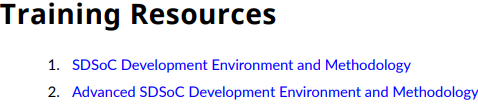 Training Resources
1. SDSoC Development Environment and Methodology
2. Advanced SDSoC Development Environment and Methodology